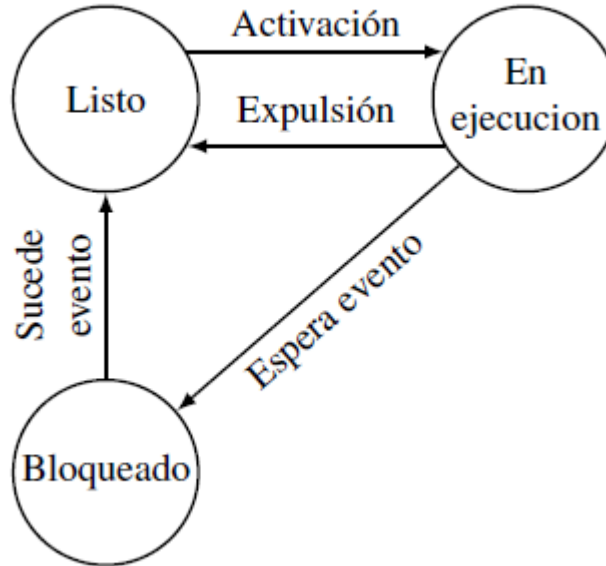 Activación
Listo
En
ejecucion
Expulsión
Sucede
evento
Espera evento
Bloqueado